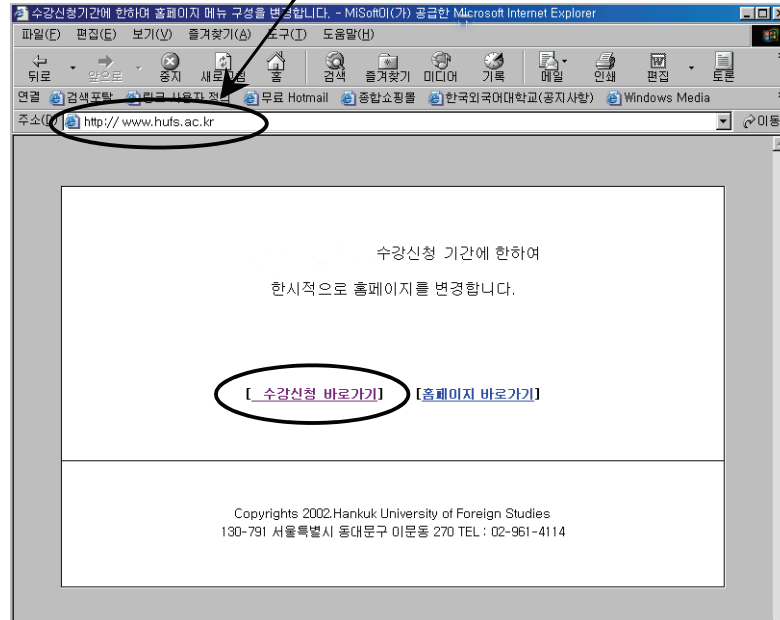 수강신청기간에 한하여 홈페이지 메뉴 구성을 변경합니다. - MiSoft이(가) 공급한 Microsoft Internet Explorer
파일(F) 편집(E) 보기(V) 즐겨찾기(A) 도구(T) 도움말(H)
뒤로 앞으로 중지 새로고침 홈 검색 즐겨찾기 미디어 기록 메일 인쇄 편집 토론
연결 검색포탈 링크 사용자 정의 무료 Hotmail 종합쇼핑몰 한국외국어대학교(공지사항) Windows Media
주소(D) http://www.hufs.ac.kr 이동
수강신청 기간에 한하여
한시적으로 홈페이지를 변경합니다.
[ 수강신청 바로가기] [홈페이지 바로가기]
Copyrights 2002.Hankuk University of Foreign Studies
130-791 서울특별시 동대문구 이문동 270 TEL : 02-961-4114